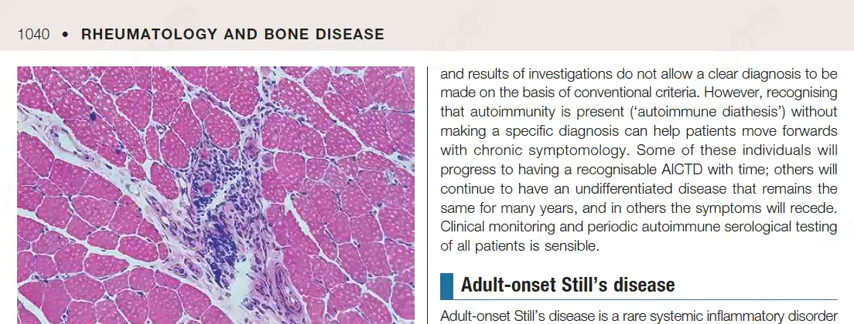 1040 • RHEUMATOLOGY AND BONE DISEASE
and results of investigations do not allow a clear diagnosis to be
made on the basis of conventional criteria. However, recognising
that autoimmunity is present (‘autoimmune diathesis’) without
making a specific diagnosis can help patients move forwards
with chronic symptomology. Some of these individuals will
progress to having a recognisable AICTD with time; others will
continue to have an undifferentiated disease that remains the
same for many years, and in others the symptoms will recede.
Clinical monitoring and periodic autoimmune serological testing
of all patients is sensible.
Adult-onset Still’s disease
Adult-onset Still’s disease is a rare systemic inflammatory disorder